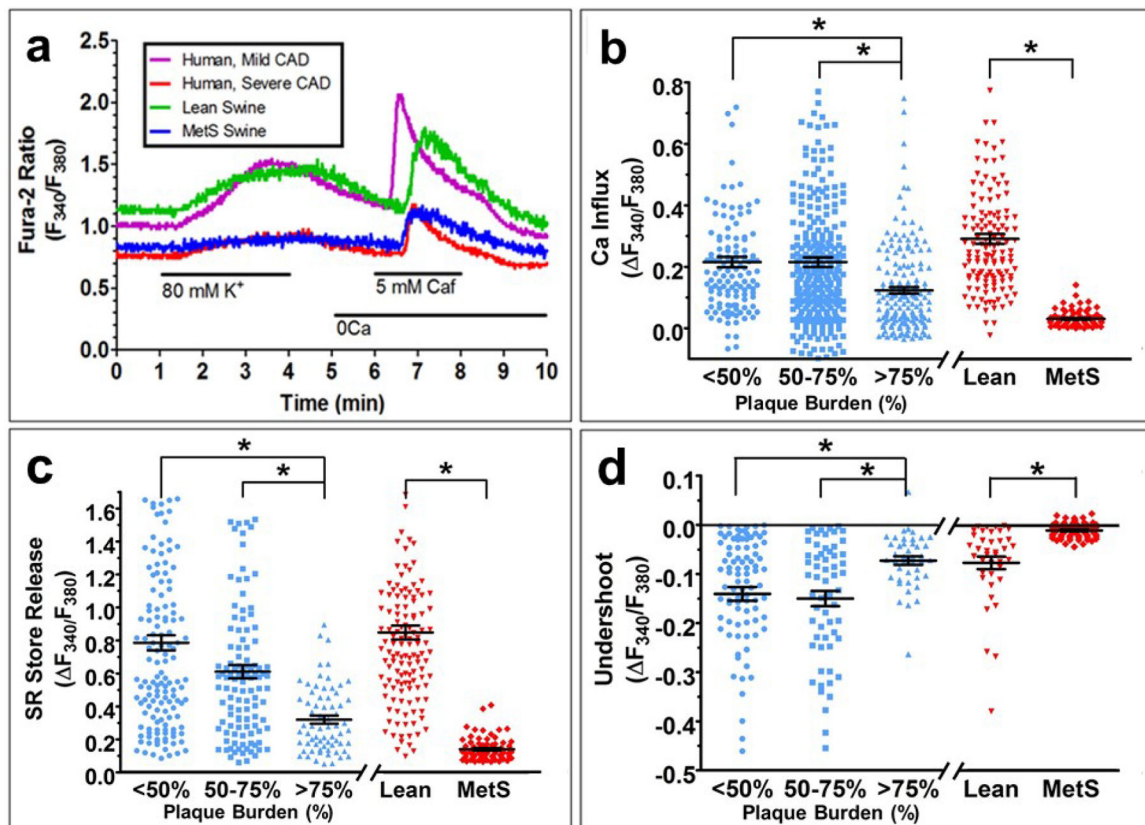 a
Human, Mild CAD
Human, Severe CAD
Lean Swine
MetS Swine
Fura-2 Ratio
(F340/F380)
2.5
2.0
1.5
1.0
0.5
0.0
80 mM K+
5 mM Caf
0Ca
0 1 2 3 4 5 6 7 8 9 10
Time (min)
b
* * *
Ca Influx
(ΔF340/F380)
0.8
0.6
0.4
0.2
0.0
<50% 50-75% >75% Lean MetS
Plaque Burden (%)
c
* * *
SR Store Release
(ΔF340/F380)
1.6
1.4
1.2
1.0
0.8
0.6
0.4
0.2
0.0
<50% 50-75% >75% Lean MetS
Plaque Burden (%)
d
* * *
Undershoot
(ΔF340/F380)
0.1
0.0
-0.1
-0.2
-0.3
-0.4
-0.5
<50% 50-75% >75% Lean MetS
Plaque Burden (%)